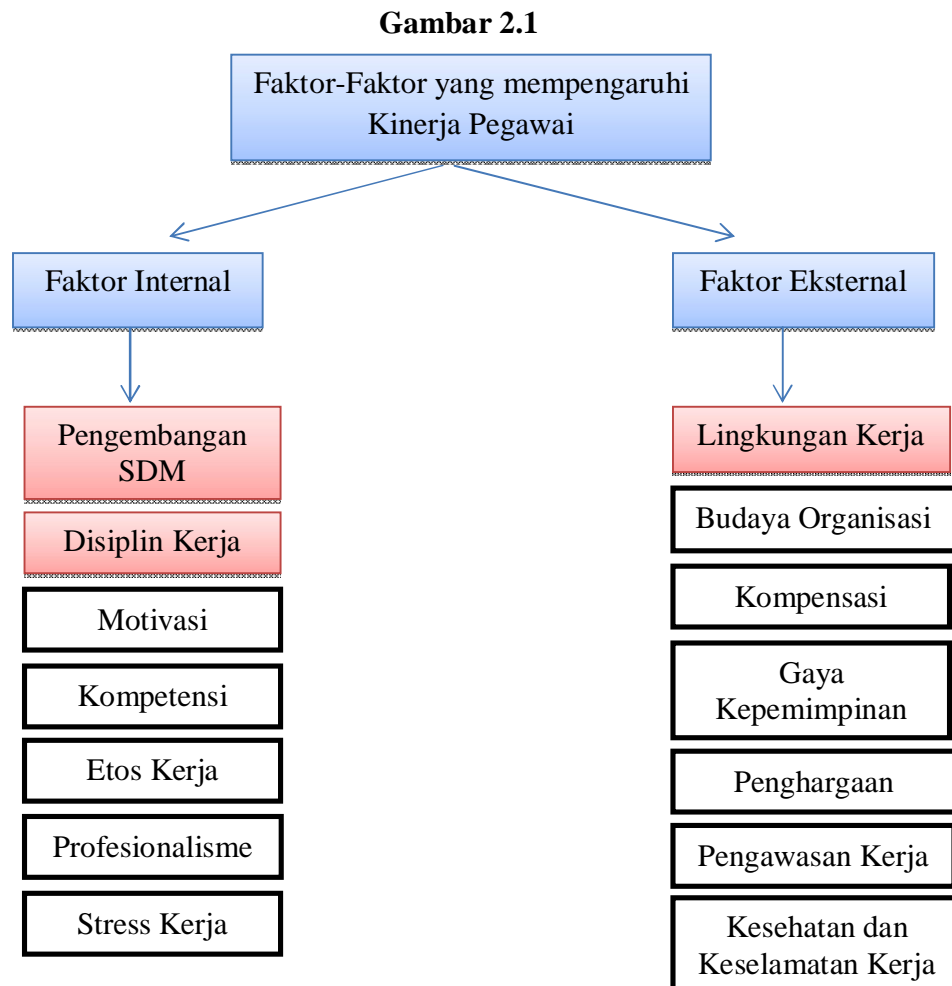 Gambar 2.1
Faktor-Faktor yang mempengaruhi
Kinerja Pegawai
Faktor Internal
Faktor Eksternal
Pengembangan
SDM
Disiplin Kerja
Motivasi
Kompetensi
Etos Kerja
Profesionalisme
Stress Kerja
Lingkungan Kerja
Budaya Organisasi
Kompensasi
Gaya
Kepemimpinan
Penghargaan
Pengawasan Kerja
Kesehatan dan
Keselamatan Kerja